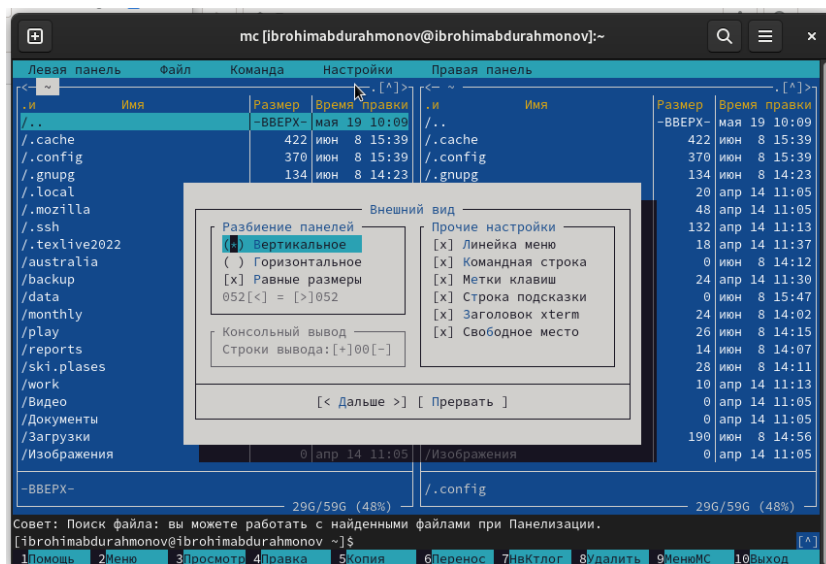 mc [ibrohimabdurahmonov@ibrohimabdurahmonov]:~
Левая панель Файл Команда Настройки Правая панель
<- ~ .[^]> <- ~ .[^]>
.и Имя Размер Время правки .и Имя Размер Время правки
/.. -ВВЕРХ- мая 19 10:09 /.. -ВВЕРХ- мая 19 10:09
/.cache 422 июн 8 15:39 /.cache 422 июн 8 15:39
/.config 370 июн 8 15:39 /.config 370 июн 8 15:39
/.gnupg 134 июн 8 14:23 /.gnupg 134 июн 8 14:23
/.local 20 апр 14 11:05
/.mozilla Внешний вид 48 апр 14 11:05
/.ssh Разбиение панелей Прочие настройки 132 апр 14 11:13
/.texlive2022 (*) Вертикальное [x] Линейка меню 18 апр 14 11:37
/australia ( ) Горизонтальное [x] Командная строка 0 июн 8 14:12
/backup [x] Равные размеры [x] Метки клавиш 24 апр 14 11:30
/data 052[<] = [>]052 [x] Строка подсказки 0 июн 8 15:47
/monthly [x] Заголовок xterm 24 июн 8 14:02
/play Консольный вывод [x] Свободное место 26 июн 8 14:15
/reports Строки вывода:[+]00[-] 14 июн 8 14:07
/ski.plases 28 июн 8 14:11
/work [< Дальше >] [ Прервать ] 10 апр 14 11:13
/Видео 0 апр 14 11:05
/Документы 0 апр 14 11:05
/Загрузки 190 июн 8 14:56
/Изображения 0 апр 14 11:05 /Изображения 0 апр 14 11:05
-ВВЕРХ- /.config
29G/59G (48%) 29G/59G (48%)
Совет: Поиск файла: вы можете работать с найденными файлами при Панелизации.
[ibrohimabdurahmonov@ibrohimabdurahmonov ~]$ [^]
1Помощь 2Меню 3Просмотр 4Правка 5Копия 6Перенос 7НвКтлог 8Удалить 9МенюMC 10Выход